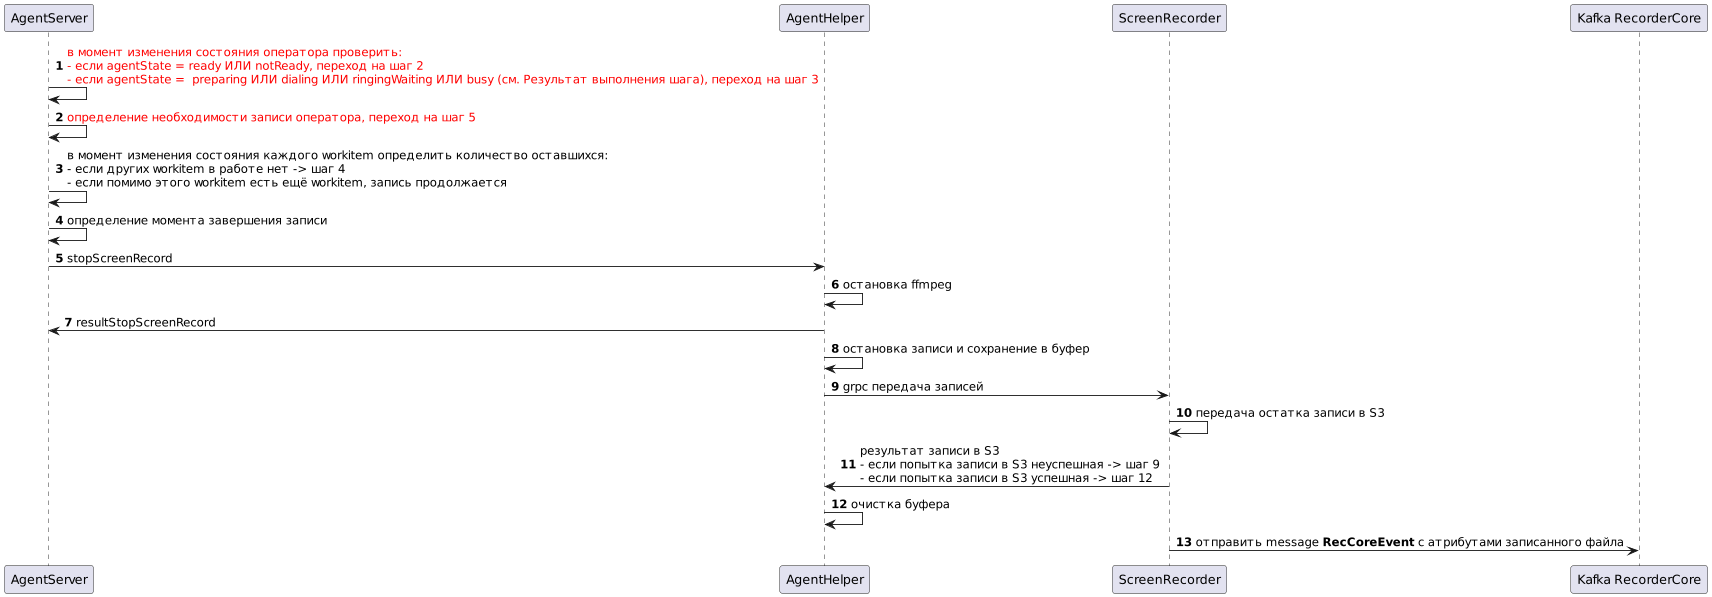 AgentServer
AgentHelper
ScreenRecorder
Kafka RecorderCore
в момент изменения состояния оператора проверить:
1 - если agentState = ready ИЛИ notReady, переход на шаг 2
- если agentState =  preparing ИЛИ dialing ИЛИ ringingWaiting ИЛИ busy (см. Результат выполнения шага), переход на шаг 3
2 определение необходимости записи оператора, переход на шаг 5
в момент изменения состояния каждого workitem определить количество оставшихся:
3 - если других workitem в работе нет -> шаг 4
- если помимо этого workitem есть ещё workitem, запись продолжается
4 определение момента завершения записи
5 stopScreenRecord
6 остановка ffmpeg
7 resultStopScreenRecord
8 остановка записи и сохранение в буфер
9 grpc передача записей
10 передача остатка записи в S3
результат записи в S3
11 - если попытка записи в S3 неуспешная -> шаг 9
- если попытка записи в S3 успешная -> шаг 12
12 очистка буфера
13 отправить message RecCoreEvent с атрибутами записанного файла
AgentServer
AgentHelper
ScreenRecorder
Kafka RecorderCore